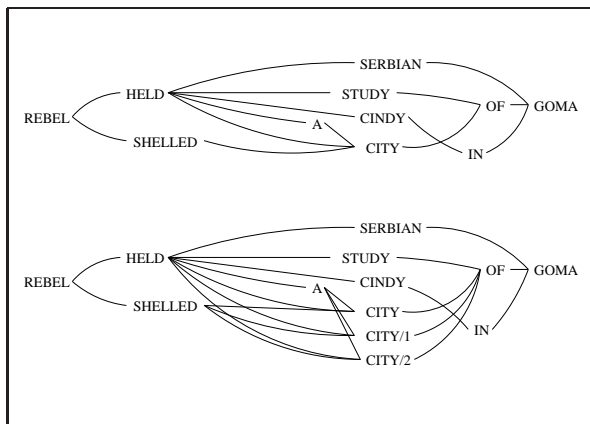 SERBIAN
HELD STUDY OF GOMA
REBEL A CINDY
SHELLED CITY IN
SERBIAN
HELD STUDY OF GOMA
REBEL A CINDY
SHELLED CITY
CITY/1 IN
CITY/2